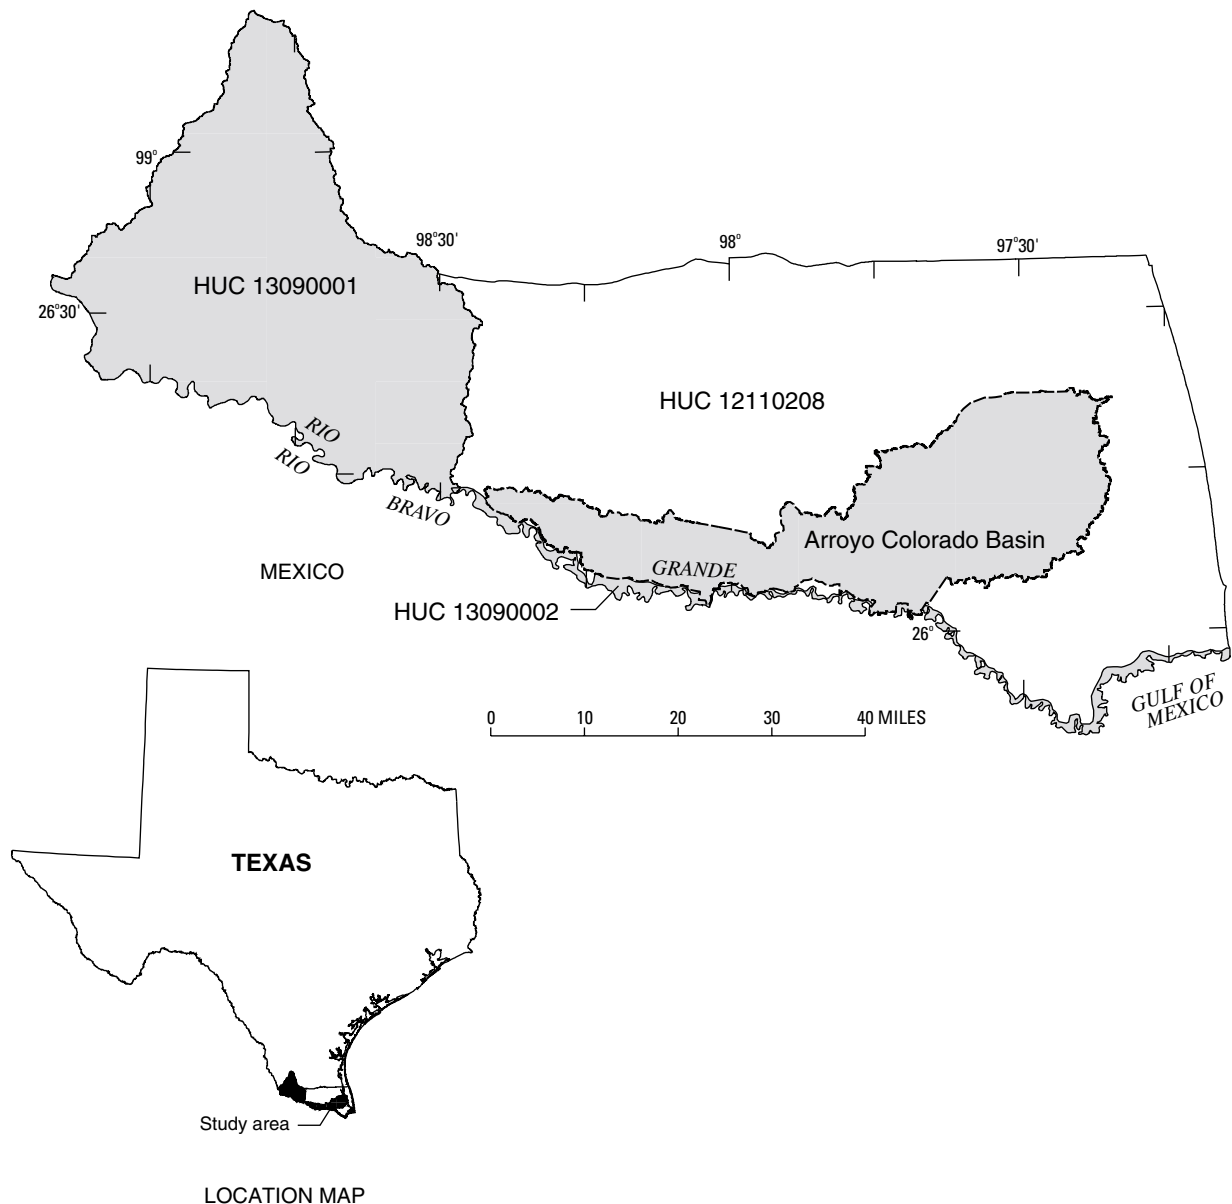 99°
98°30'
98°
97°30'
HUC 13090001
26°30'
HUC 12110208
RIO
RIO
BRAVO
Arroyo Colorado Basin
MEXICO
GRANDE
HUC 13090002
26°
GULF OF
MEXICO
0 10 20 30 40 MILES
TEXAS
Study area
LOCATION MAP